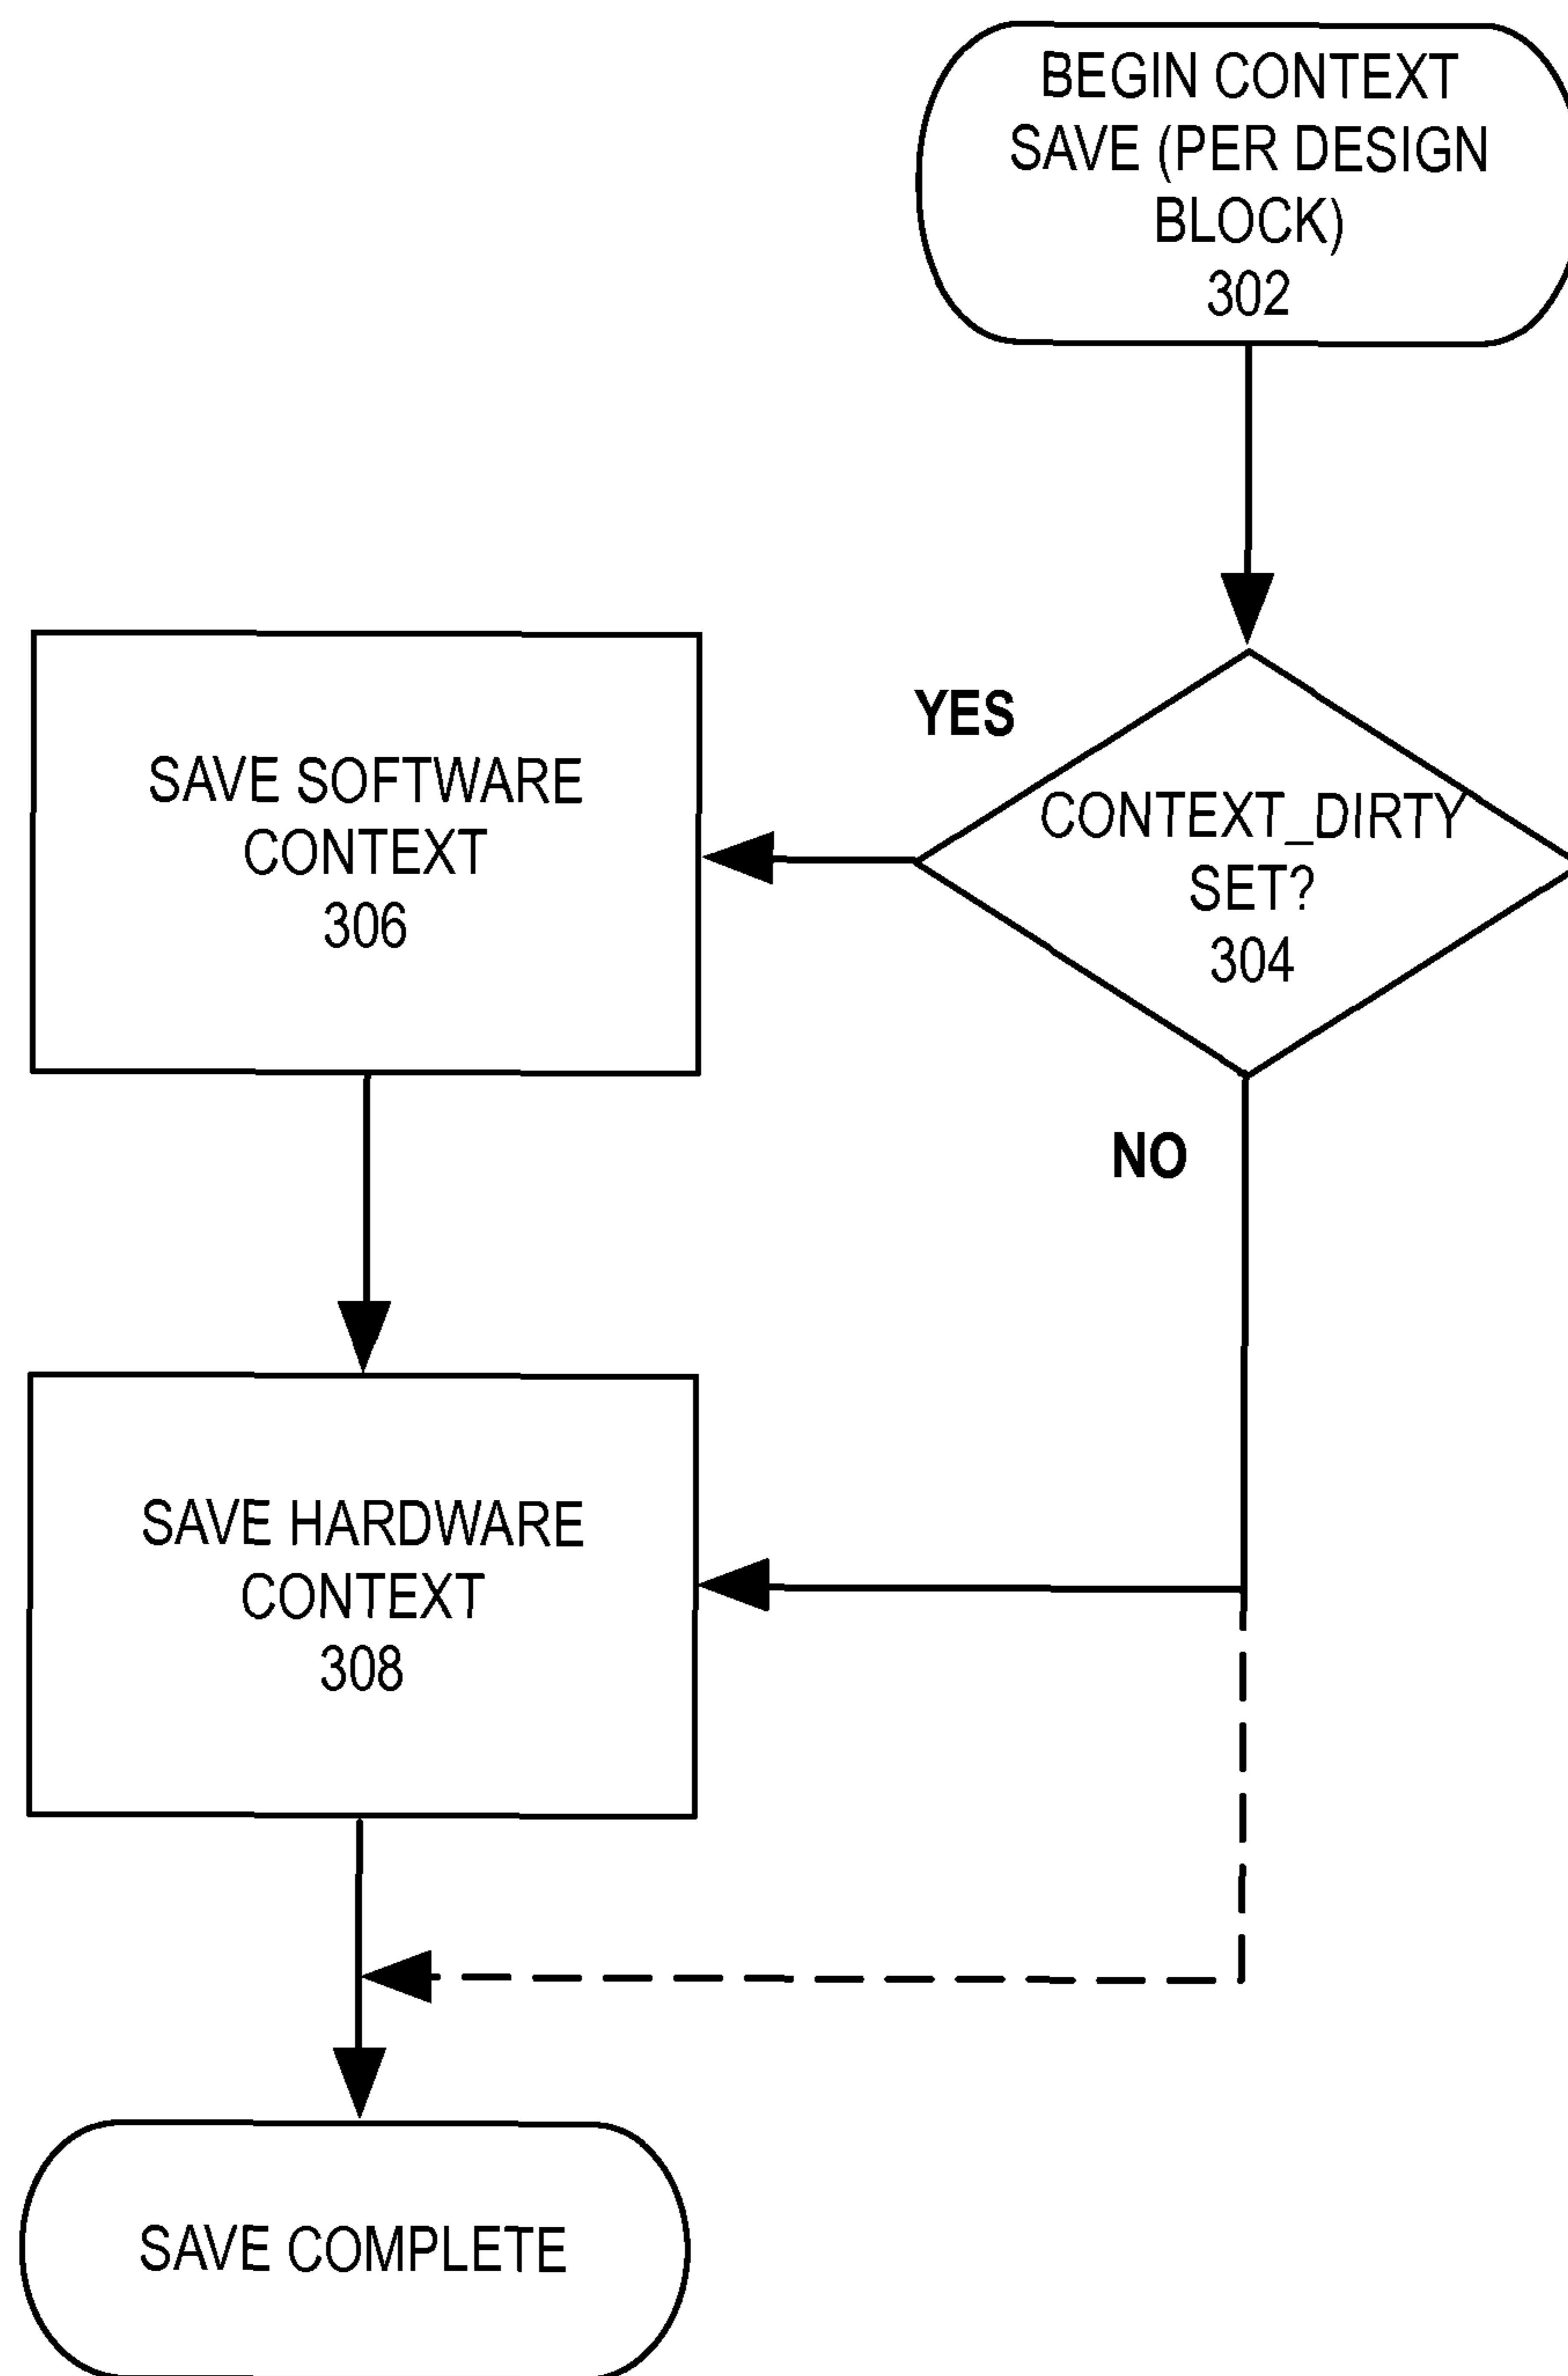 BEGIN CONTEXT
SAVE (PER DESIGN
BLOCK)
302
YES
CONTEXT_DIRTY
SET?
304
SAVE SOFTWARE
CONTEXT
306
NO
SAVE HARDWARE
CONTEXT
308
SAVE COMPLETE